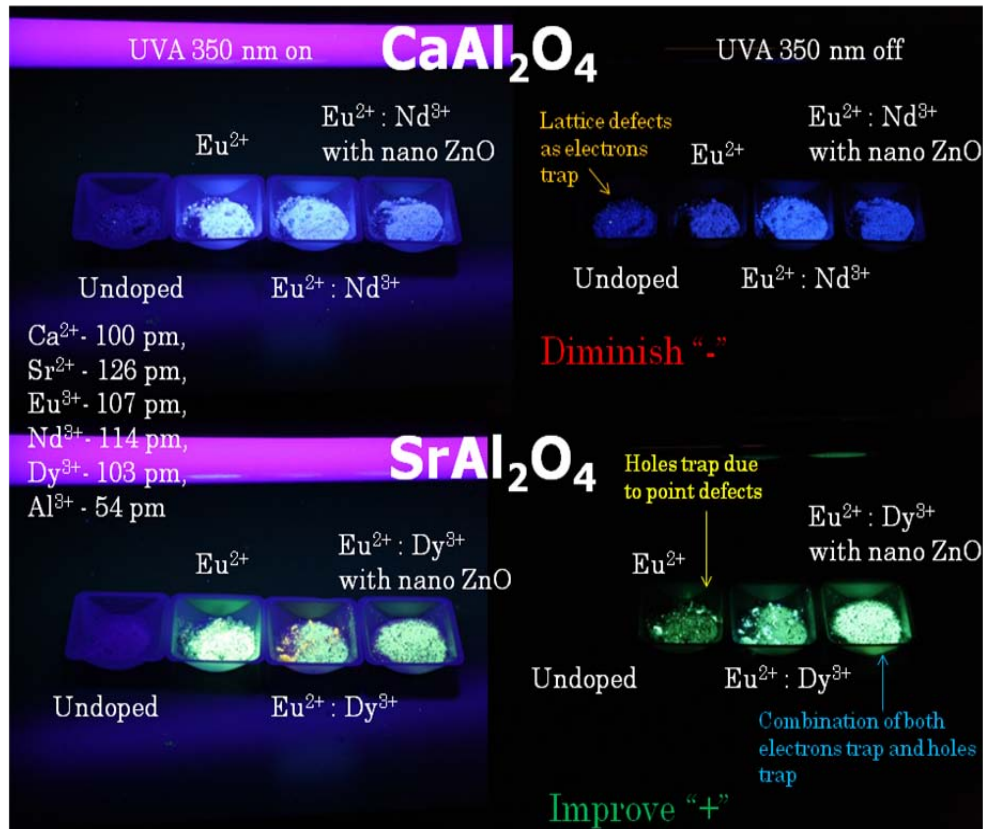 UVA 350 nm on
CaAl₂O₄
UVA 350 nm off
Eu²⁺
Eu²⁺ : Nd³⁺
with nano ZnO
Undoped
Eu²⁺ : Nd³⁺
Lattice defects
as electrons
trap
Eu²⁺
Eu²⁺ : Nd³⁺
with nano ZnO
Undoped
Eu²⁺ : Nd³⁺
Diminish “-”
Ca²⁺- 100 pm,
Sr²⁺ - 126 pm,
Eu³⁺- 107 pm,
Nd³⁺- 114 pm,
Dy³⁺- 103 pm,
Al³⁺ - 54 pm
SrAl₂O₄
Eu²⁺
Eu²⁺ : Dy³⁺
with nano ZnO
Undoped
Eu²⁺ : Dy³⁺
Holes trap due
to point defects
Eu²⁺
Eu²⁺ : Dy³⁺
with nano ZnO
Undoped
Eu²⁺ : Dy³⁺
Combination of both
electrons trap and holes
trap
Improve “+”